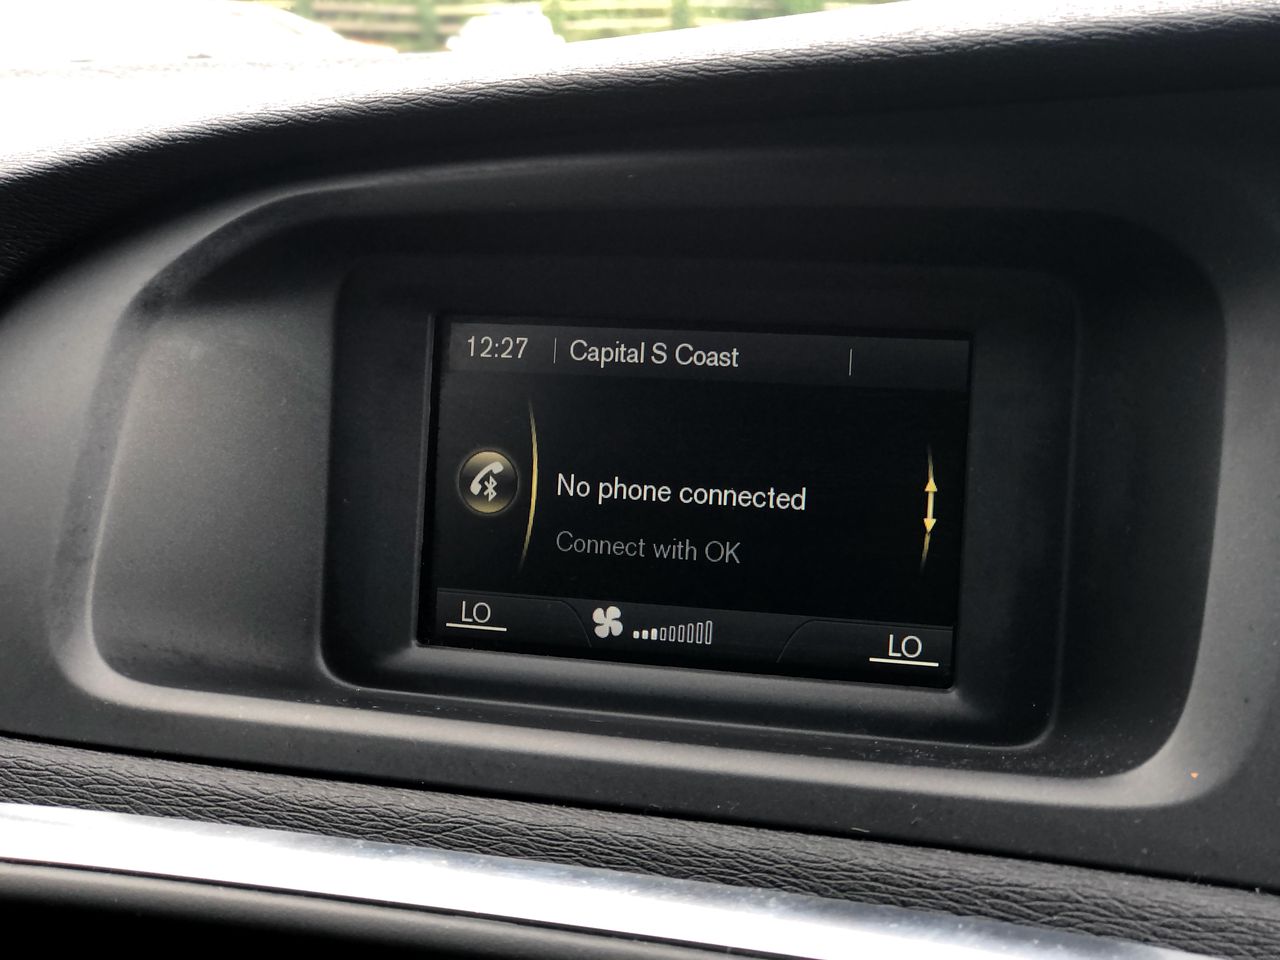 12:27
Capital S Coast
No phone connected
Connect with OK
LO
LO